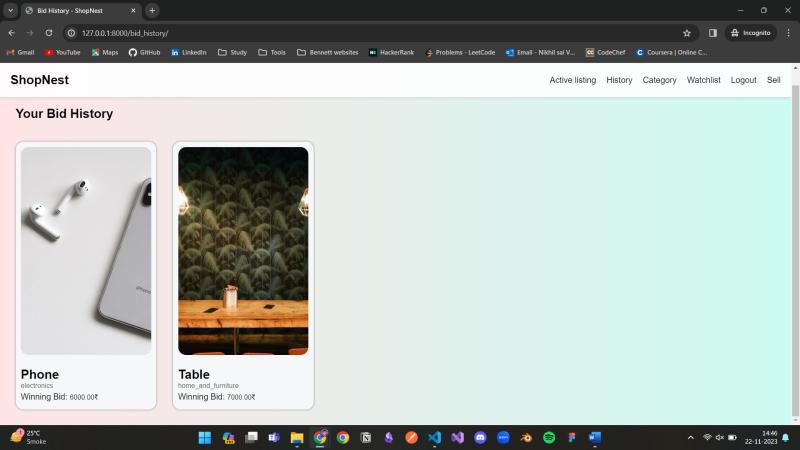 Bid History - ShopNest
127.0.0.1:8000/bid_history/
Incognito
Gmail YouTube Maps GitHub LinkedIn Study Tools Bennett websites HackerRank Problems - LeetCode Email - Nikhil sai V... CodeChef Coursera | Online C...
ShopNest
Active listing History Category Watchlist Logout Sell
Your Bid History
Phone
electronics
Winning Bid: 6000.00₹
Table
home_and_furniture
Winning Bid: 7000.00₹
25°C
Smoke
14:46
22-11-2023